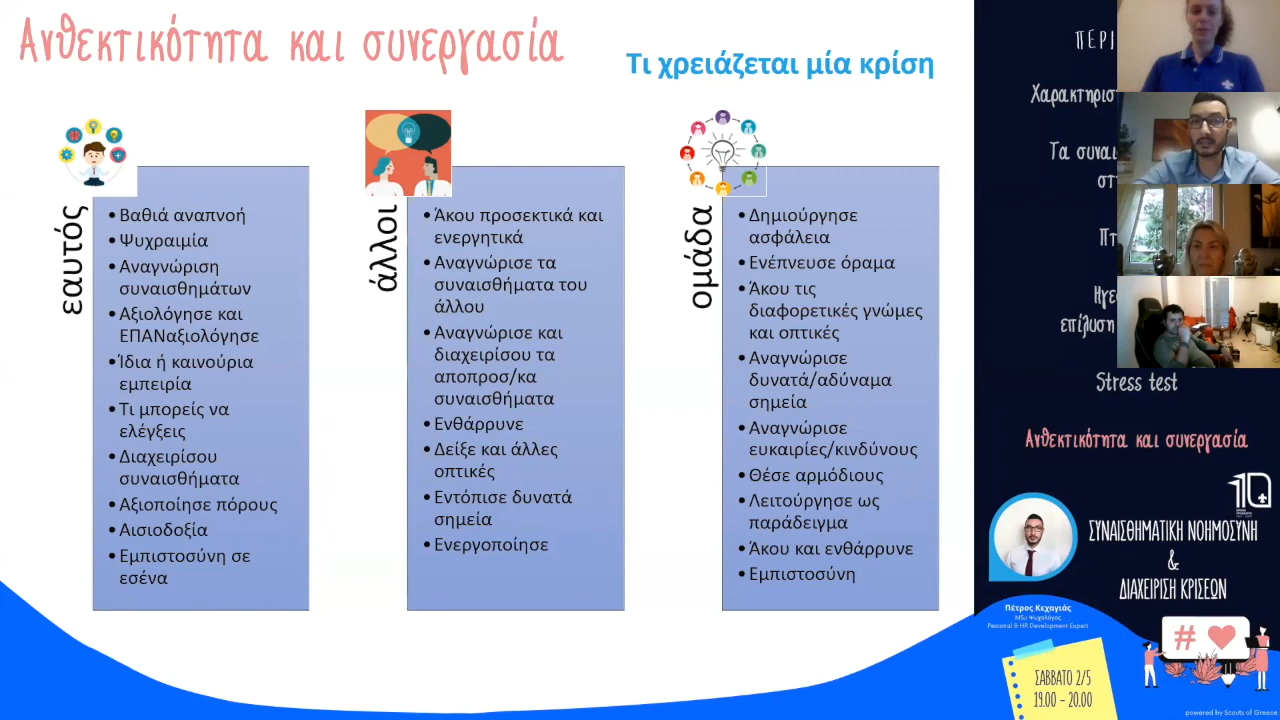 Ανθεκτικότητα και συνεργασία
Τι χρειάζεται μία κρίση
εαυτός
• Βαθιά αναπνοή
• Ψυχραιμία
• Αναγνώριση
συναισθημάτων
• Αξιολόγησε και
ΕΠΑΝαξιολόγησε
• Ίδια ή καινούρια
εμπειρία
• Τι μπορείς να
ελέγξεις
• Διαχειρίσου
συναισθήματα
• Αξιοποίησε πόρους
• Αισιοδοξία
• Εμπιστοσύνη σε
εσένα
άλλοι
• Άκου προσεκτικά και
ενεργητικά
• Αναγνώρισε τα
συναισθήματα του
άλλου
• Αναγνώρισε και
διαχειρίσου τα
αποπροσ/κα
συναισθήματα
• Ενθάρρυνε
• Δείξε και άλλες
οπτικές
• Εντόπισε δυνατά
σημεία
• Ενεργοποίησε
ομάδα
• Δημιούργησε
ασφάλεια
• Ενέπνευσε όραμα
• Άκου τις
διαφορετικές γνώμες
και οπτικές
• Αναγνώρισε
δυνατά/αδύναμα
σημεία
• Αναγνώρισε
ευκαιρίες/κινδύνους
• Θέσε αρμόδιους
• Λειτούργησε ως
παράδειγμα
• Άκου και ενθάρρυνε
• Εμπιστοσύνη
Τα
επίλυση
Stress test
Ανθεκτικότητα και συνεργασία
ΣΥΝΑΙΣΘΗΜΑΤΙΚΗ ΝΟΗΜΟΣΥΝΗ
&
ΔΙΑΧΕΙΡΙΣΗ ΚΡΙΣΕΩΝ
Πέτρος Κεχαγιάς
MSc Ψυχολόγος
Personal & HR Development Expert
#
ΣΑΒΒΑΤΟ 2/5
19.00 - 20.00
powered by Scouts of Greece